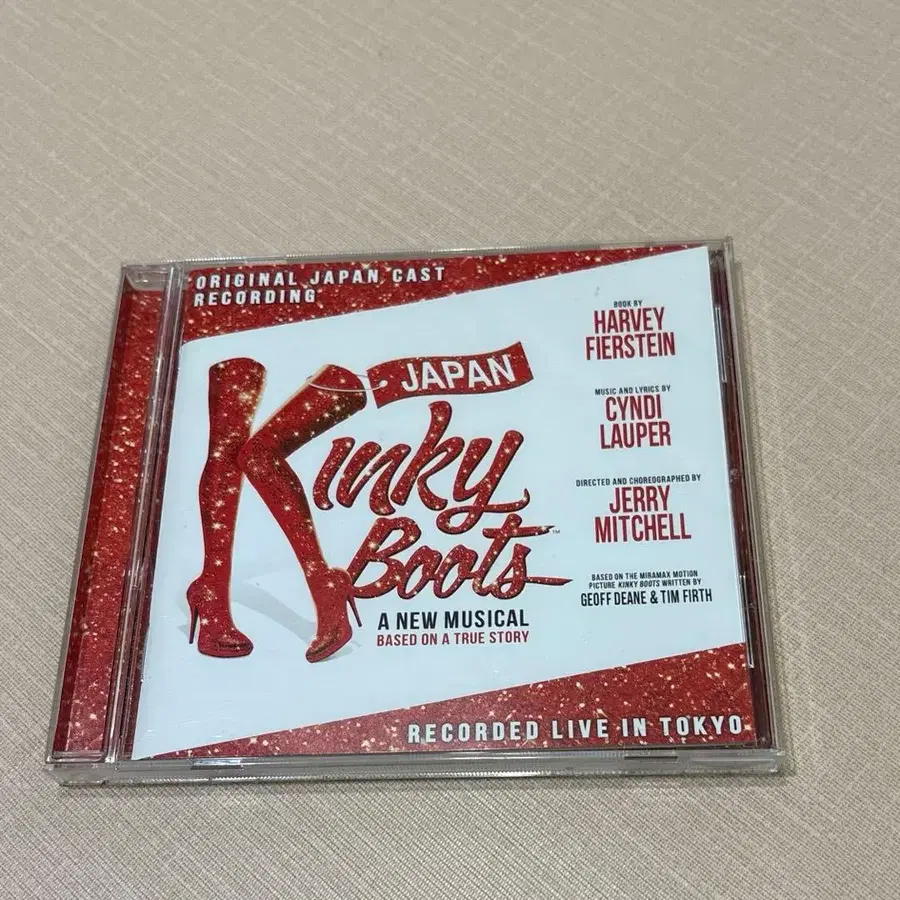 ORIGINAL JAPAN CAST
RECORDING
JAPAN
Kinky
Boots™
A NEW MUSICAL
BASED ON A TRUE STORY
BOOK BY
HARVEY
FIERSTEIN
MUSIC AND LYRICS BY
CYNDI
LAUPER
DIRECTED AND CHOREOGRAPHED BY
JERRY
MITCHELL
BASED ON THE MIRAMAX MOTION
PICTURE KINKY BOOTS WRITTEN BY
GEOFF DEANE & TIM FIRTH
RECORDED LIVE IN TOKYO